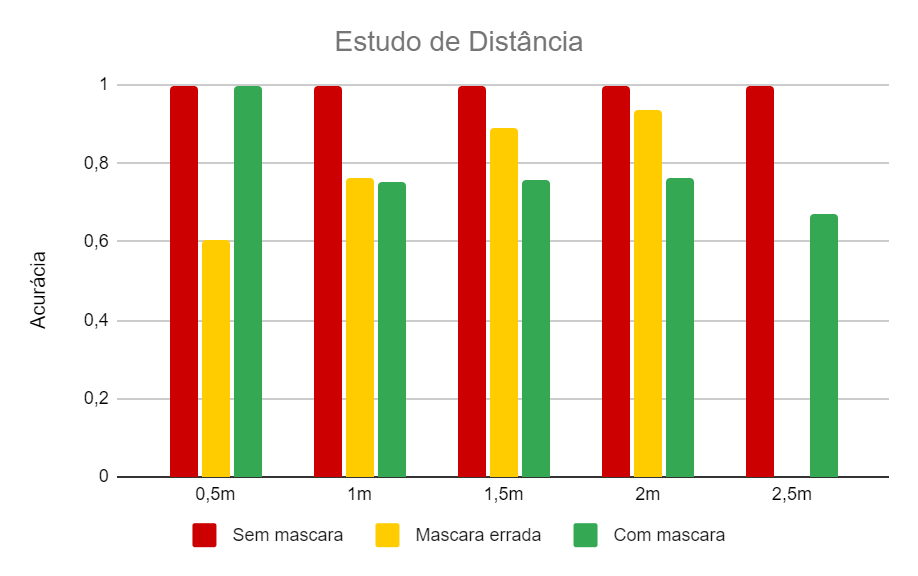 Estudo de Distância
Acurácia
1
0,8
0,6
0,4
0,2
0
0,5m
1m
1,5m
2m
2,5m
Sem mascara
Mascara errada
Com mascara